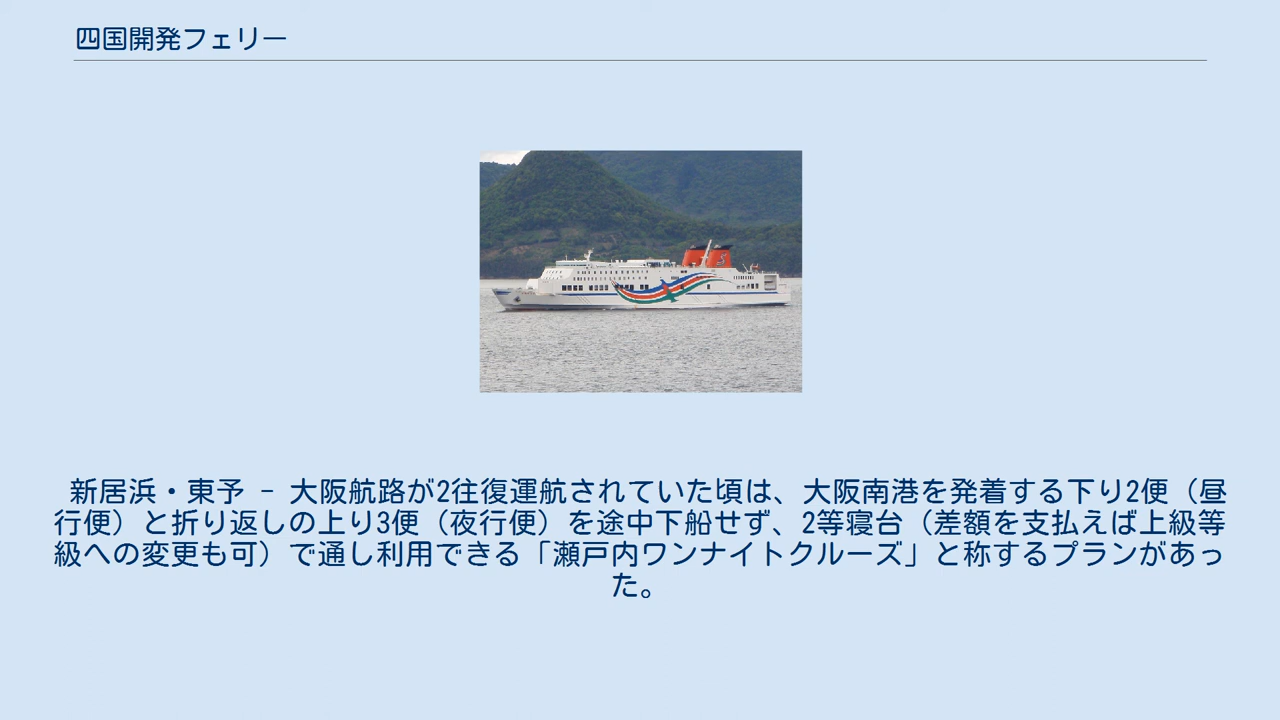 四国開発フェリー
新居浜・東予 - 大阪航路が2往復運航されていた頃は、大阪南港を発着する下り2便（昼
行便）と折り返しの上り3便（夜行便）を途中下船せず、2等寝台（差額を支払えば上級等
級への変更も可）で通し利用できる「瀬戸内ワンナイトクルーズ」と称するプランがあっ
た。